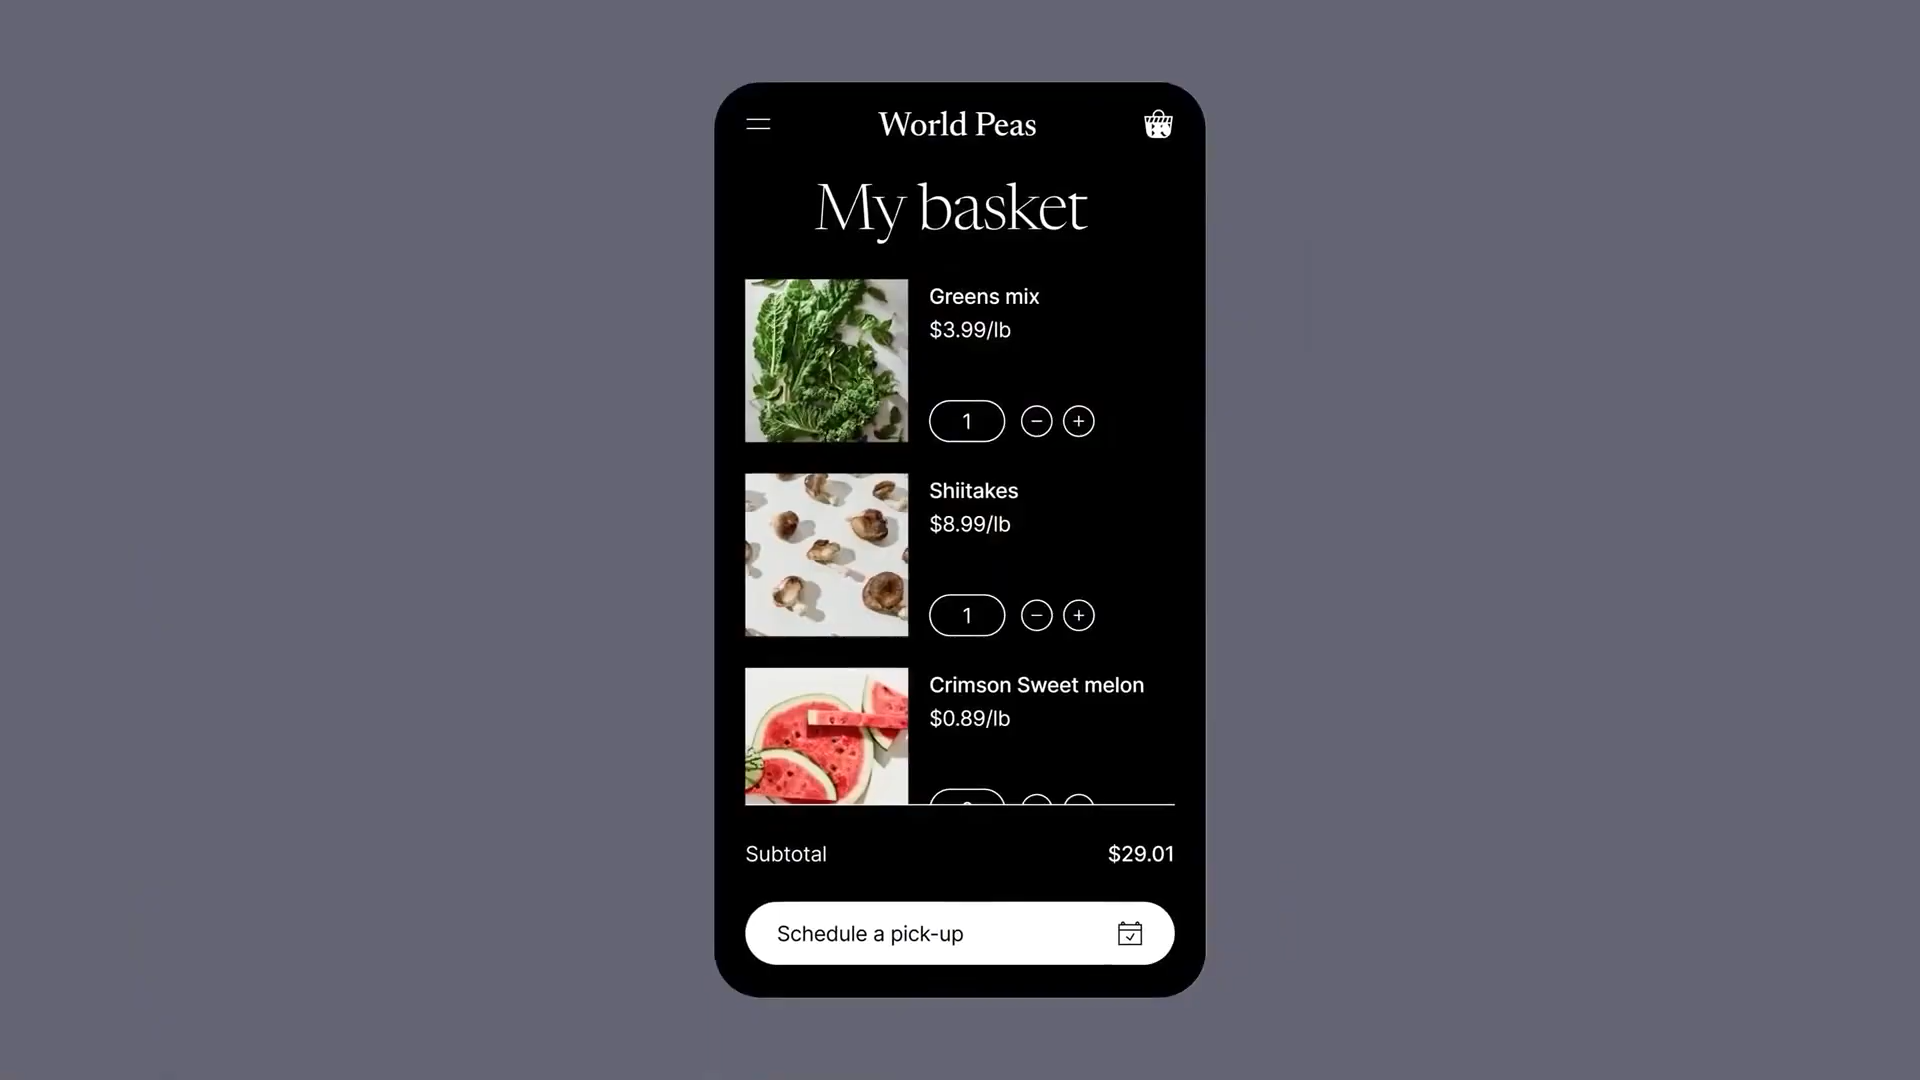 World Peas
My basket
Greens mix
$3.99/lb
1
Shiitakes
$8.99/lb
1
Crimson Sweet melon
$0.89/lb
Subtotal
$29.01
Schedule a pick-up